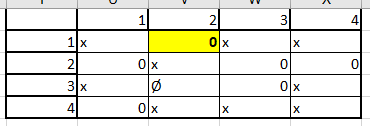 1 2 3 4
1 x 0 x x
2 0 x 0 0
3 x Ø 0 x
4 0 x x x